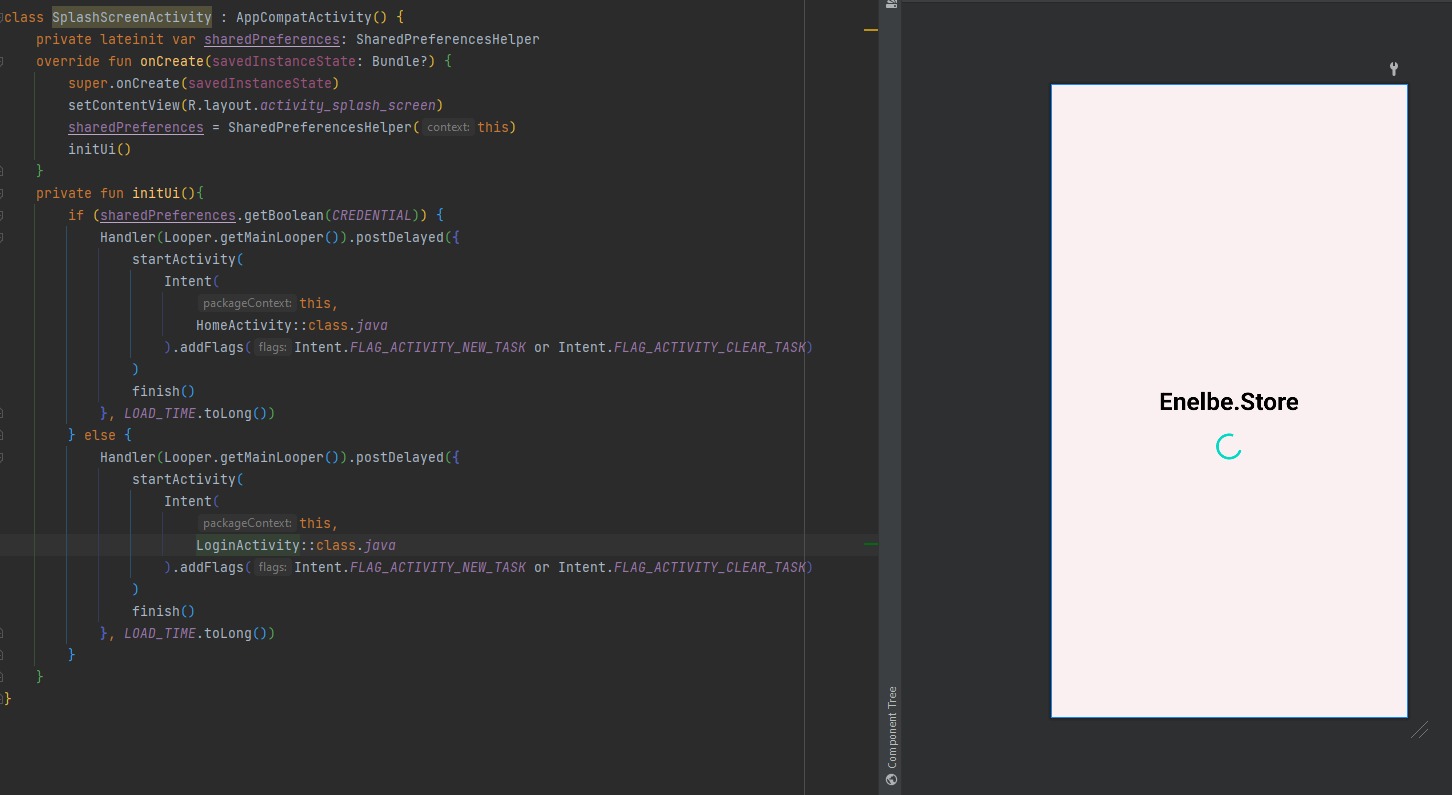 class SplashScreenActivity : AppCompatActivity() {
private lateinit var sharedPreferences: SharedPreferencesHelper
override fun onCreate(savedInstanceState: Bundle?) {
super.onCreate(savedInstanceState)
setContentView(R.layout.activity_splash_screen)
sharedPreferences = SharedPreferencesHelper( context: this)
initUi()
}
private fun initUi(){
if (sharedPreferences.getBoolean(CREDENTIAL)) {
Handler(Looper.getMainLooper()).postDelayed({
startActivity(
Intent(
packageContext: this,
HomeActivity::class.java
).addFlags( flags: Intent.FLAG_ACTIVITY_NEW_TASK or Intent.FLAG_ACTIVITY_CLEAR_TASK)
)
finish()
}, LOAD_TIME.toLong())
} else {
Handler(Looper.getMainLooper()).postDelayed({
startActivity(
Intent(
packageContext: this,
LoginActivity::class.java
).addFlags( flags: Intent.FLAG_ACTIVITY_NEW_TASK or Intent.FLAG_ACTIVITY_CLEAR_TASK)
)
finish()
}, LOAD_TIME.toLong())
}
}
}
Component Tree
Enelbe.Store